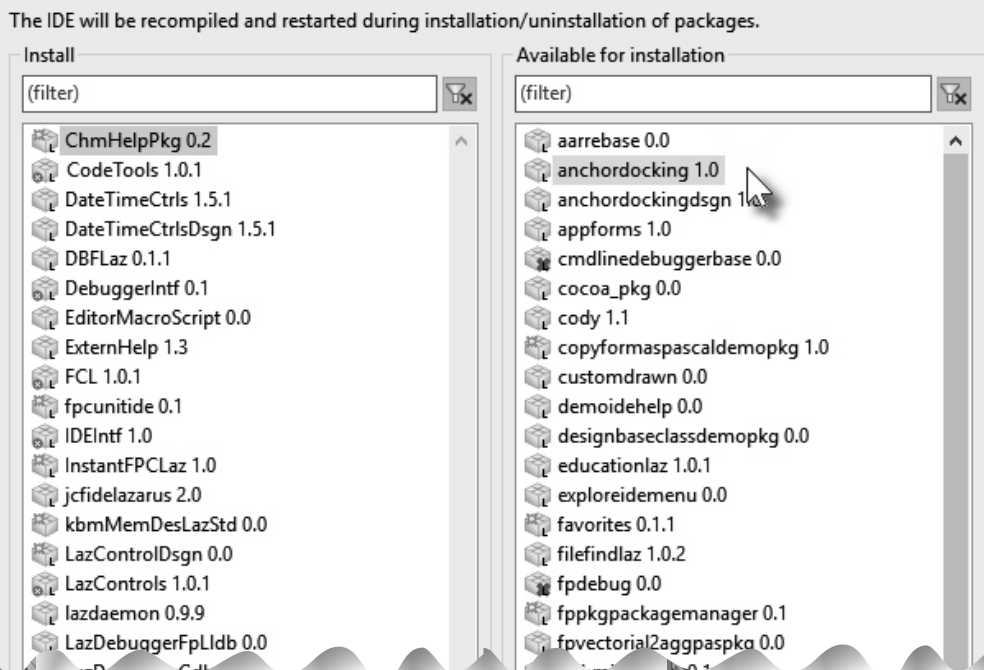 The IDE will be recompiled and restarted during installation/uninstallation of packages.
Install
(filter)
ChmHelpPkg 0.2
CodeTools 1.0.1
DateTimeCtrls 1.5.1
DateTimeCtrlsDsgn 1.5.1
DBFLaz 0.1.1
DebuggerIntf 0.1
EditorMacroScript 0.0
ExternHelp 1.3
FCL 1.0.1
fpcunitide 0.1
IDEIntf 1.0
InstantFPCLaz 1.0
jcfidelazarus 2.0
kbmMemDesLazStd 0.0
LazControlDsgn 0.0
LazControls 1.0.1
lazdaemon 0.9.9
LazDebuggerFpLldb 0.0
Available for installation
(filter)
aarrebase 0.0
anchordocking 1.0
anchordockingdsgn
appforms 1.0
cmdlinedebuggerbase 0.0
cocoa_pkg 0.0
cody 1.1
copyformaspascaldemopkg 1.0
customdrawn 0.0
demoidehelp 0.0
designbaseclassdemopkg 0.0
educationlaz 1.0.1
exploreidemenu 0.0
favorites 0.1.1
filefindlaz 1.0.2
fpdebug 0.0
fppkgpackagemanager 0.1
fpvectorial2aggpaspkg 0.0